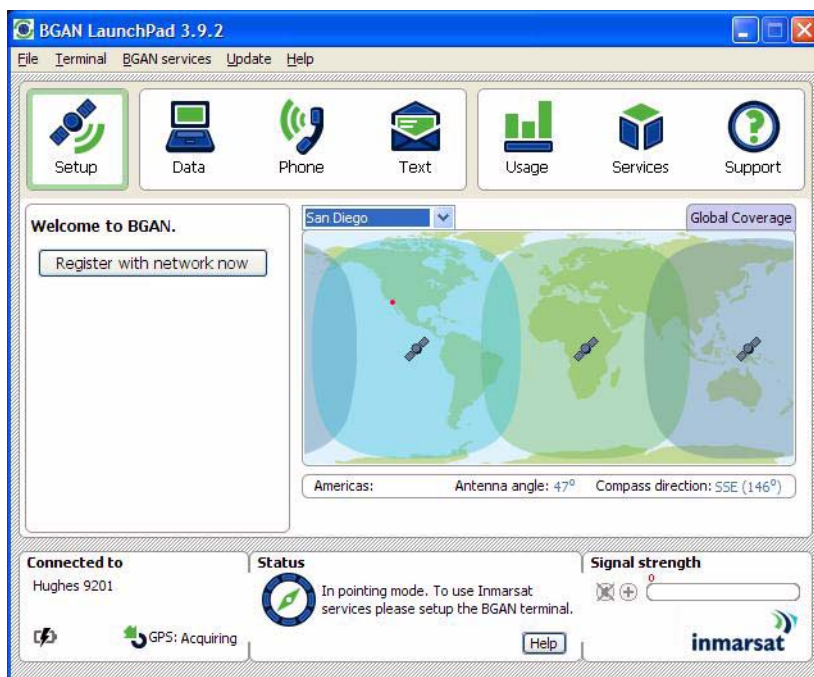 BGAN LaunchPad 3.9.2
File Terminal BGAN services Update Help
Setup Data Phone Text Usage Services Support
Welcome to BGAN.
Register with network now
San Diego
Global Coverage
Americas: Antenna angle: 47° Compass direction: SSE (146°)
Connected to
Hughes 9201
GPS: Acquiring
Status
In pointing mode. To use Inmarsat
services please setup the BGAN terminal.
Help
Signal strength
0
inmarsat